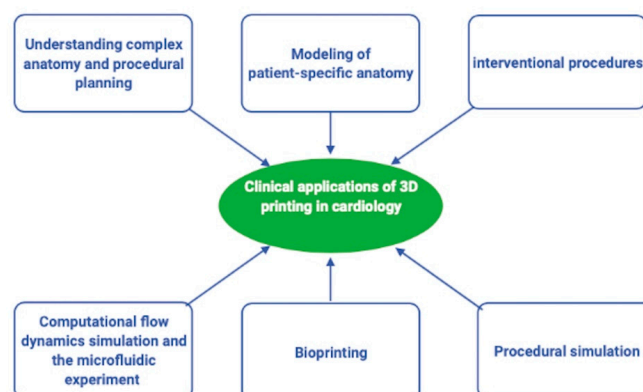 Understanding complex
anatomy and procedural
planning
Modeling of
patient-specific anatomy
interventional procedures
Clinical applications of 3D
printing in cardiology
Computational flow
dynamics simulation and
the microfluidic
experiment
Bioprinting
Procedural simulation